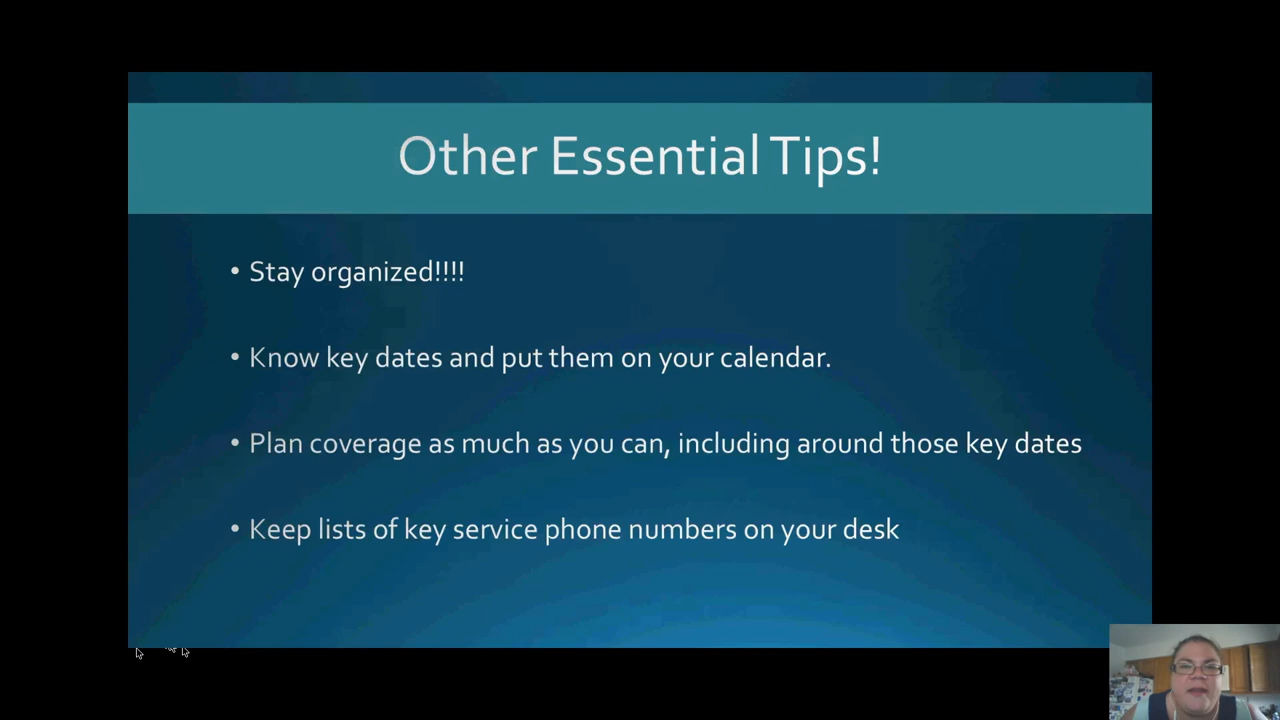 Other Essential Tips!
• Stay organized!!!!
• Know key dates and put them on your calendar.
• Plan coverage as much as you can, including around those key dates
• Keep lists of key service phone numbers on your desk